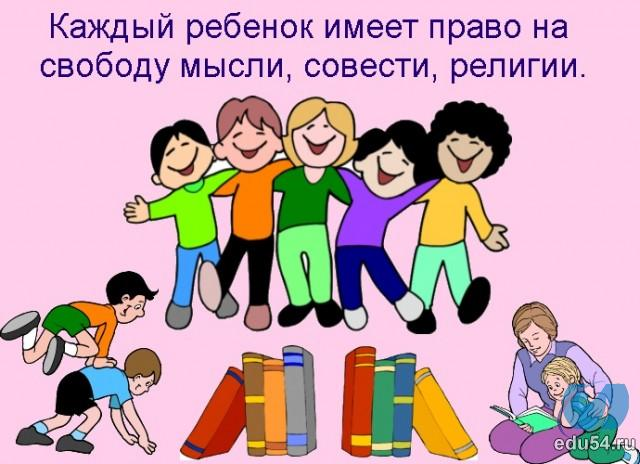 Каждый ребенок имеет право на
свободу мысли, совести, религии.
edu54.ru